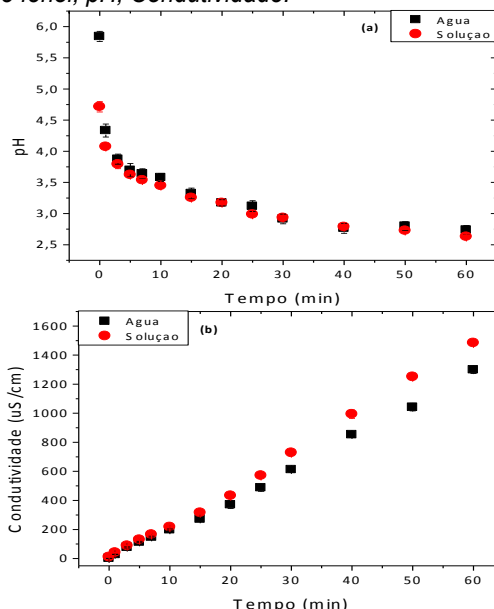 fenol, pH, Condutividade.
(a)
Agua
Soluçao
6,0
5,5
5,0
4,5
4,0
3,5
3,0
2,5
pH
0 10 20 30 40 50 60
Tempo (min)
(b)
Agua
Soluçao
1600
1400
1200
1000
800
600
400
200
0
Condutividade (uS/cm)
0 10 20 30 40 50 60
Tempo (min)